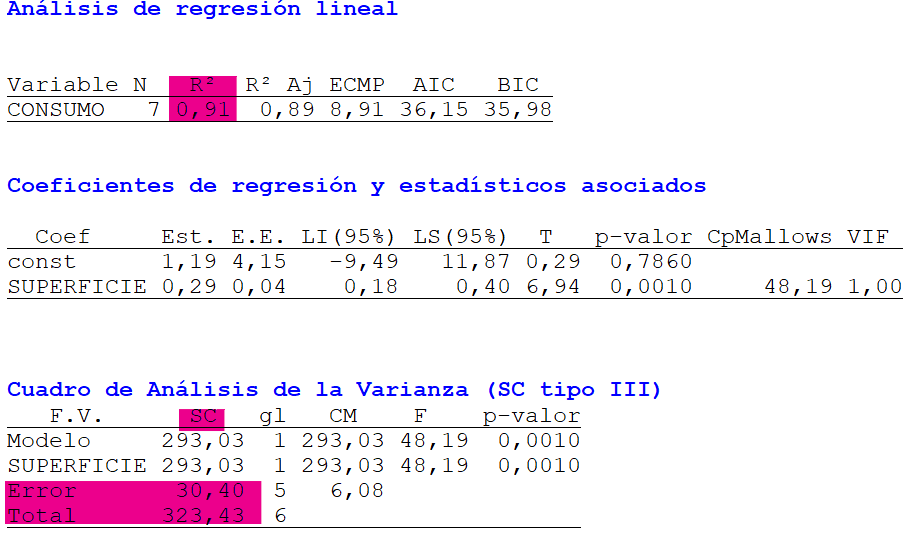 Análisis de regresión lineal
Variable N R² R² Aj ECMP AIC BIC
CONSUMO 7 0,91 0,89 8,91 36,15 35,98
Coeficientes de regresión y estadísticos asociados
Coef Est. E.E. LI(95%) LS(95%) T p-valor CpMallows VIF
const 1,19 4,15 -9,49 11,87 0,29 0,7860
SUPERFICIE 0,29 0,04 0,18 0,40 6,94 0,0010 48,19 1,00
Cuadro de Análisis de la Varianza (SC tipo III)
F.V. SC gl CM F p-valor
Modelo 293,03 1 293,03 48,19 0,0010
SUPERFICIE 293,03 1 293,03 48,19 0,0010
Error 30,40 5 6,08
Total 323,43 6